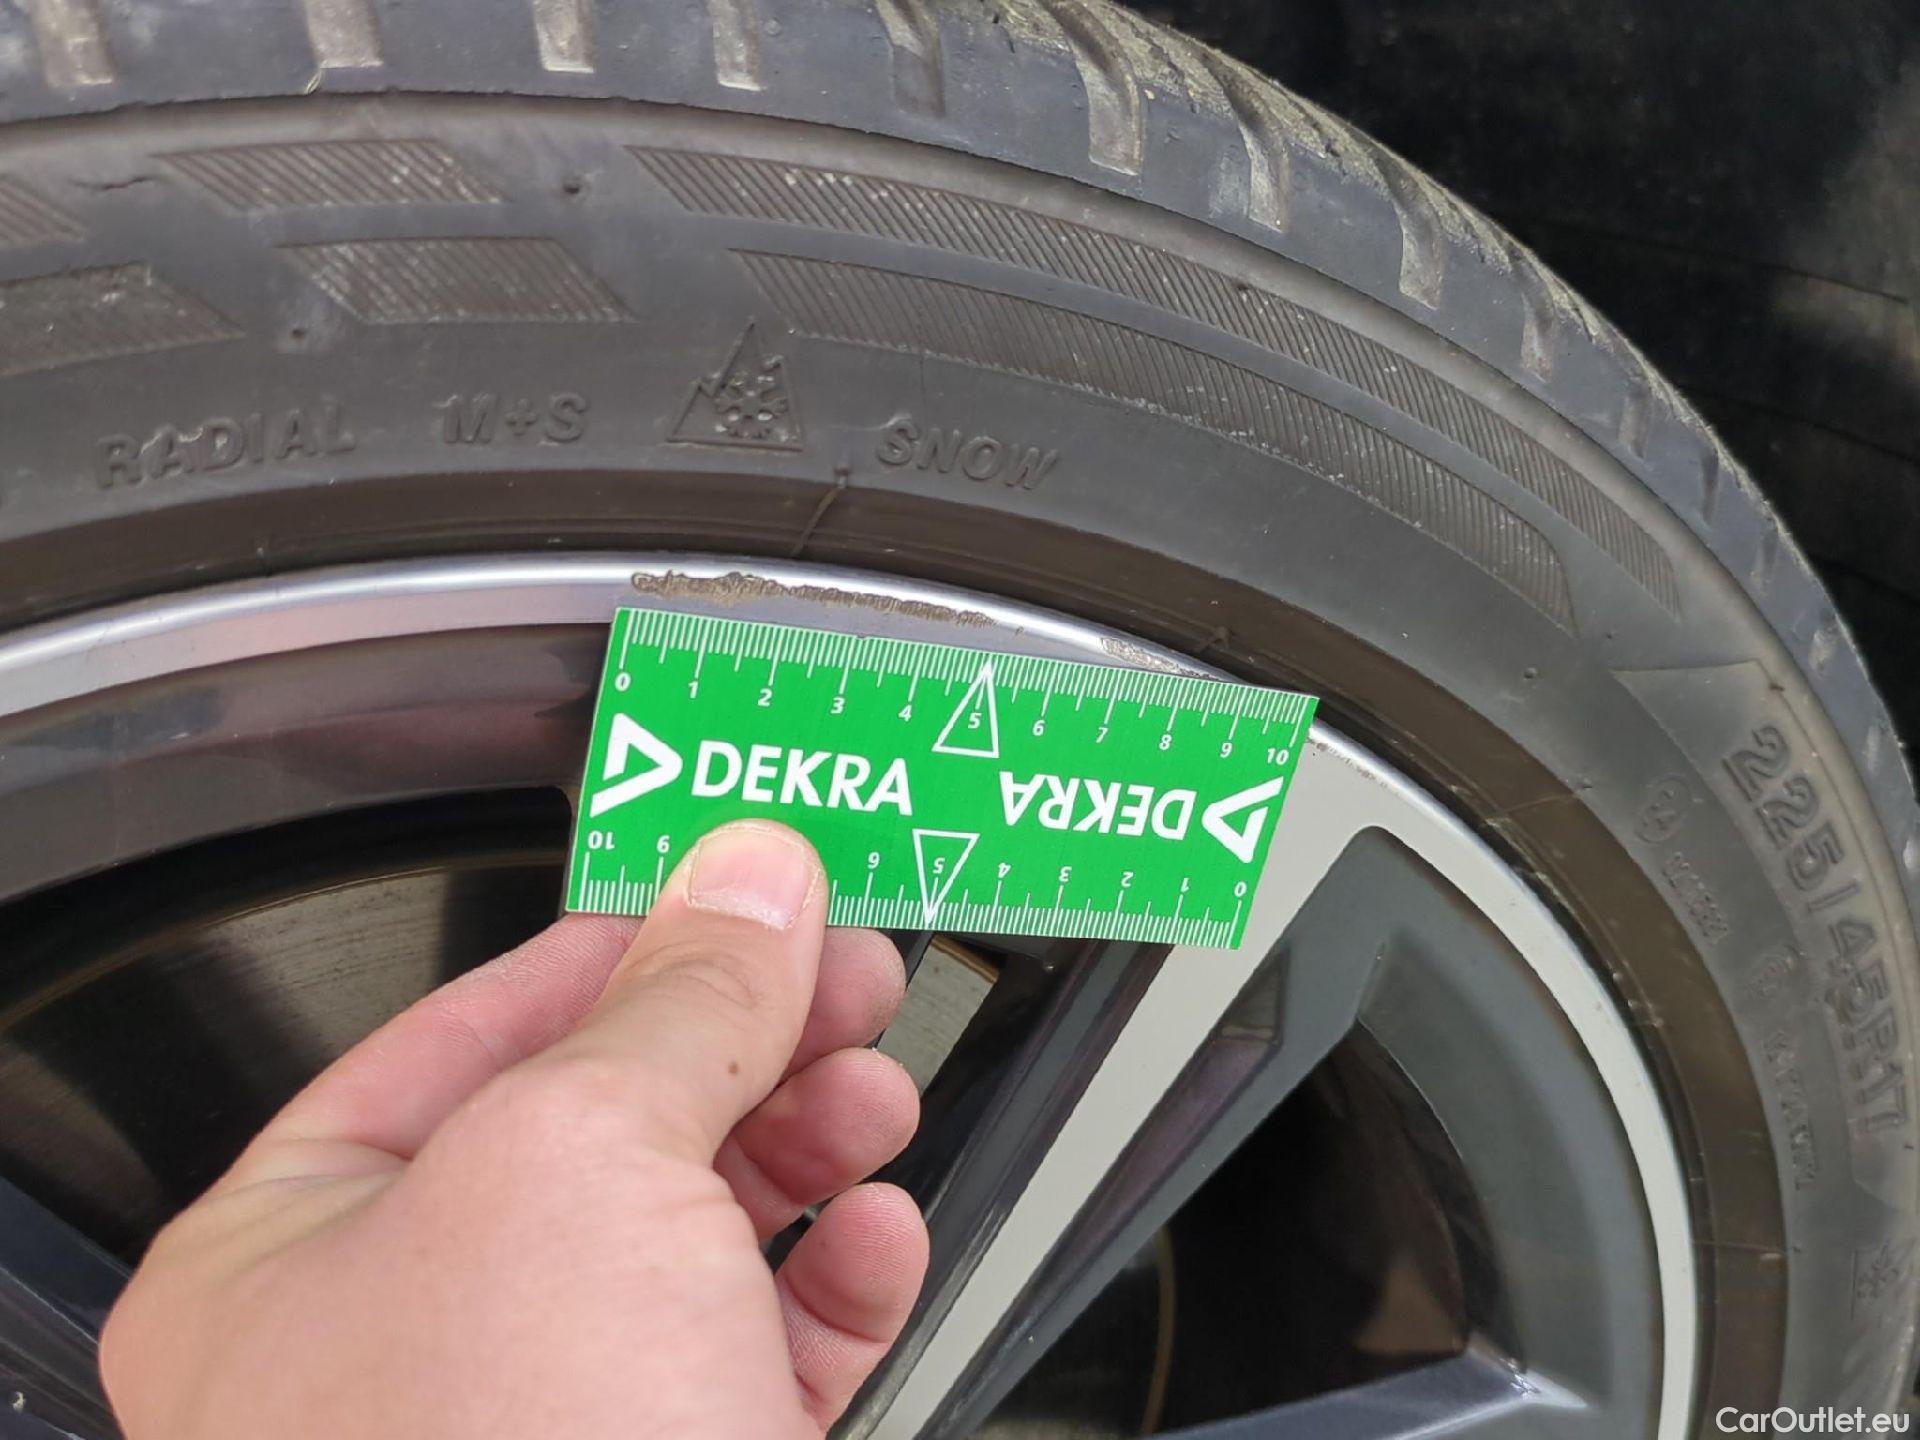 RADIAL M+S SNOW
225/45R17
0 1 2 3 4 5 6 7 8 9 10
DEKRA
DEKRA
10 9 6 5 4 3 2 1 0
CarOutlet.eu